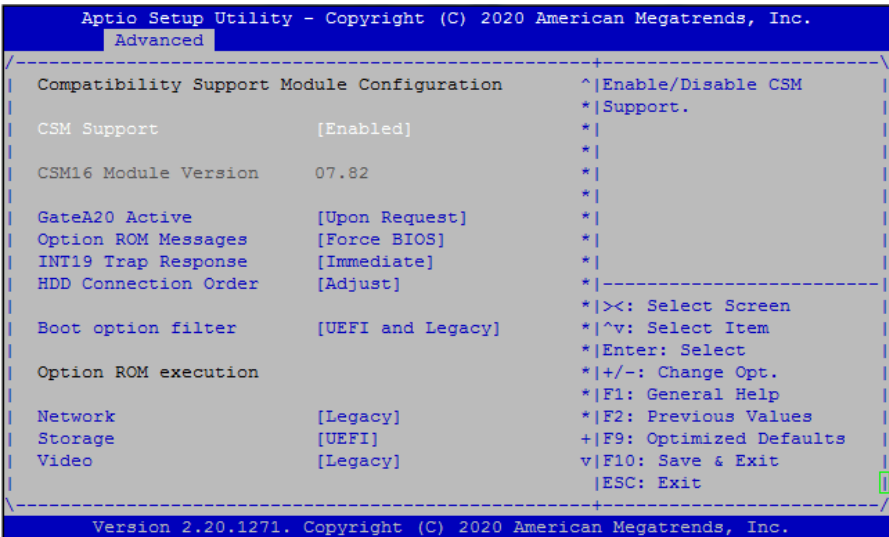 Aptio Setup Utility - Copyright (C) 2020 American Megatrends, Inc.
Advanced
/----------------------------------------------------+--------------------------\
| Compatibility Support Module Configuration ^|Enable/Disable CSM |
| *|Support. |
| CSM Support [Enabled] *| |
| *| |
| CSM16 Module Version 07.82 *| |
| *| |
| GateA20 Active [Upon Request] *| |
| Option ROM Messages [Force BIOS] *| |
| INT19 Trap Response [Immediate] *| |
| HDD Connection Order [Adjust] *|--------------------------|
| *|><: Select Screen |
| Boot option filter [UEFI and Legacy] *|^v: Select Item |
| *|Enter: Select |
| Option ROM execution *|+/-: Change Opt. |
| *|F1: General Help |
| Network [Legacy] *|F2: Previous Values |
| Storage [UEFI] +|F9: Optimized Defaults |
| Video [Legacy] v|F10: Save & Exit |
| |ESC: Exit |
\----------------------------------------------------+--------------------------/
Version 2.20.1271. Copyright (C) 2020 American Megatrends, Inc.